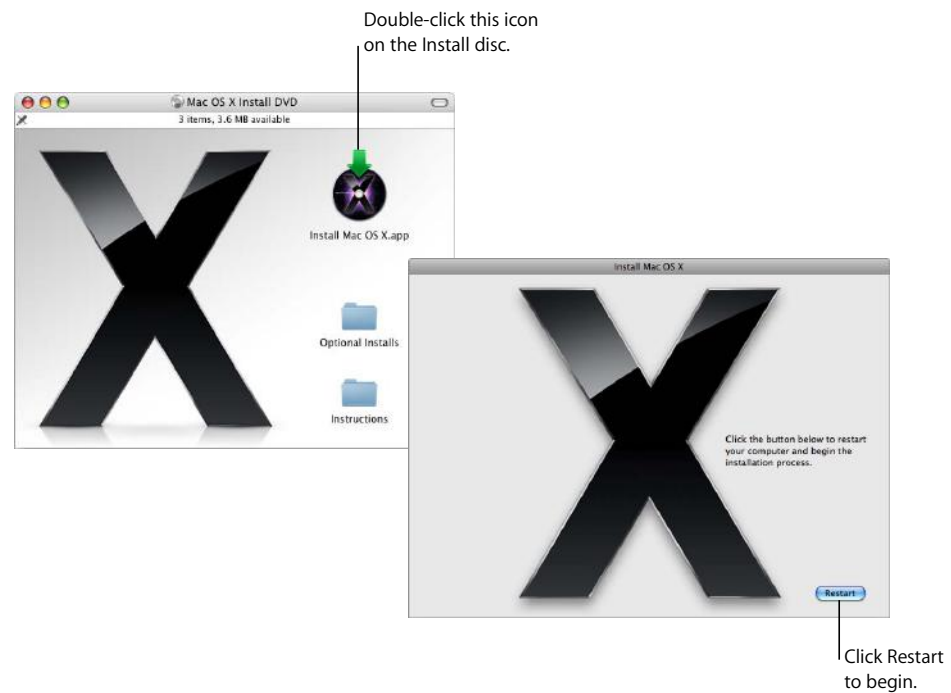 Double-click this icon
on the Install disc.
Mac OS X Install DVD
3 items, 3.6 MB available
Install Mac OS X.app
Optional Installs
Instructions
Install Mac OS X
Click the button below to restart
your computer and begin the
installation process.
Restart
Click Restart
to begin.